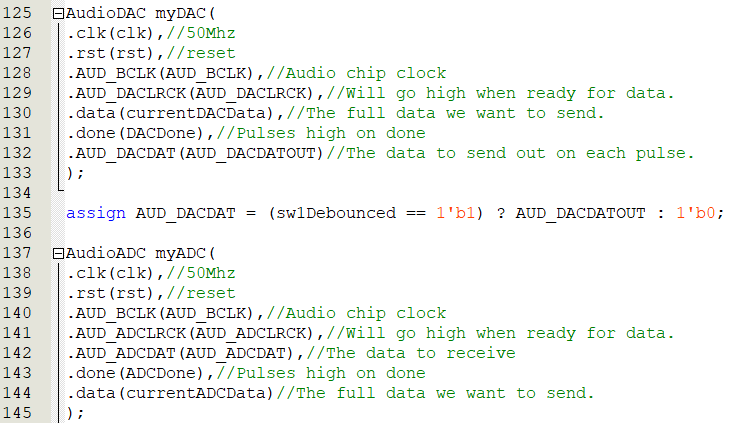 125 AudioDAC myDAC(
126 .clk(clk),//50Mhz
127 .rst(rst),//reset
128 .AUD_BCLK(AUD_BCLK),//Audio chip clock
129 .AUD_DACLRCK(AUD_DACLRCK),//Will go high when ready for data.
130 .data(currentDACData),//The full data we want to send.
131 .done(DACDone),//Pulses high on done
132 .AUD_DACDAT(AUD_DACDATOUT)//The data to send out on each pulse.
133 );
134
135 assign AUD_DACDAT = (sw1Debounced == 1'b1) ? AUD_DACDATOUT : 1'b0;
136
137 AudioADC myADC(
138 .clk(clk),//50Mhz
139 .rst(rst),//reset
140 .AUD_BCLK(AUD_BCLK),//Audio chip clock
141 .AUD_ADCLRCK(AUD_ADCLRCK),//Will go high when ready for data.
142 .AUD_ADCDAT(AUD_ADCDAT),//The data to receive
143 .done(ADCDone),//Pulses high on done
144 .data(currentADCData)//The full data we want to send.
145 );